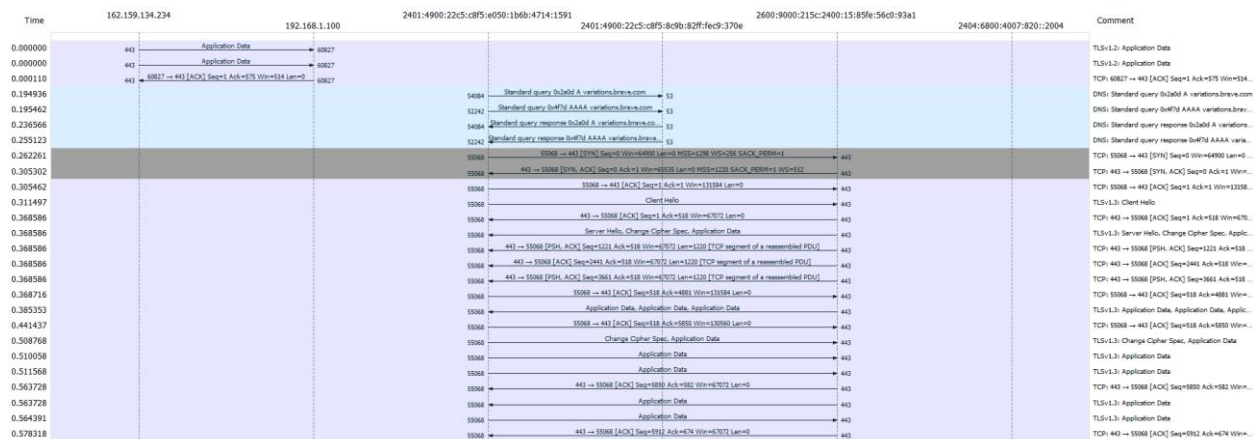 Time 162.159.134.234 192.168.1.100 2401:4900:22c5:c8f5:e050:1b6b:4714:1591 2401:4900:22c5:c8f5:8c9b:82ff:fec9:370e 2600:9000:215c:2400:15:85fe:56c0:93a1 2404:6800:4007:820::2004 Comment
0.000000 443 Application Data 60827 TLSv1.2: Application Data
0.000000 443 Application Data 60827 TLSv1.2: Application Data
0.000110 443 60827 → 443 [ACK] Seq=1 Ack=575 Win=514 Len=0 60827 TCP: 60827 → 443 [ACK] Seq=1 Ack=575 Win=514...
0.194936 54084 Standard query 0x2a0d A variations.brave.com 53 DNS: Standard query 0x2a0d A variations.brave.com
0.195462 52242 Standard query 0x4f7d AAAA variations.brave.com 53 DNS: Standard query 0x4f7d AAAA variations.brav...
0.236566 54084 Standard query response 0x2a0d A variations.brave.co... 53 DNS: Standard query response 0x2a0d A variations...
0.255123 52242 Standard query response 0x4f7d AAAA variations.brave... 53 DNS: Standard query response 0x4f7d AAAA varia...
0.262261 55068 55068 → 443 [SYN] Seq=0 Win=64900 Len=0 MSS=1298 WS=256 SACK_PERM=1 443 TCP: 55068 → 443 [SYN] Seq=0 Win=64900 Len=0 ...
0.305302 55068 443 → 55068 [SYN, ACK] Seq=0 Ack=1 Win=65535 Len=0 MSS=1220 SACK_PERM=1 WS=512 443 TCP: 443 → 55068 [SYN, ACK] Seq=0 Ack=1 Win=...
0.305462 55068 55068 → 443 [ACK] Seq=1 Ack=1 Win=131584 Len=0 443 TCP: 55068 → 443 [ACK] Seq=1 Ack=1 Win=13158...
0.311497 55068 Client Hello 443 TLSv1.3: Client Hello
0.368586 55068 443 → 55068 [ACK] Seq=1 Ack=518 Win=67072 Len=0 443 TCP: 443 → 55068 [ACK] Seq=1 Ack=518 Win=670...
0.368586 55068 Server Hello, Change Cipher Spec, Application Data 443 TLSv1.3: Server Hello, Change Cipher Spec, Applic...
0.368586 55068 443 → 55068 [PSH, ACK] Seq=1221 Ack=518 Win=67072 Len=1220 [TCP segment of a reassembled PDU] 443 TCP: 443 → 55068 [PSH, ACK] Seq=1221 Ack=518 ...
0.368586 55068 443 → 55068 [ACK] Seq=2441 Ack=518 Win=67072 Len=1220 [TCP segment of a reassembled PDU] 443 TCP: 443 → 55068 [ACK] Seq=2441 Ack=518 Win=...
0.368586 55068 443 → 55068 [PSH, ACK] Seq=3661 Ack=518 Win=67072 Len=1220 [TCP segment of a reassembled PDU] 443 TCP: 443 → 55068 [PSH, ACK] Seq=3661 Ack=518 ...
0.368716 55068 55068 → 443 [ACK] Seq=518 Ack=4881 Win=131584 Len=0 443 TCP: 55068 → 443 [ACK] Seq=518 Ack=4881 Win=...
0.385353 55068 Application Data, Application Data, Application Data 443 TLSv1.3: Application Data, Application Data, Applic...
0.441437 55068 55068 → 443 [ACK] Seq=518 Ack=5850 Win=130560 Len=0 443 TCP: 55068 → 443 [ACK] Seq=518 Ack=5850 Win=...
0.508768 55068 Change Cipher Spec, Application Data 443 TLSv1.3: Change Cipher Spec, Application Data
0.510058 55068 Application Data 443 TLSv1.3: Application Data
0.511568 55068 Application Data 443 TLSv1.3: Application Data
0.563728 55068 443 → 55068 [ACK] Seq=5850 Ack=582 Win=67072 Len=0 443 TCP: 443 → 55068 [ACK] Seq=5850 Ack=582 Win=...
0.563728 55068 Application Data 443 TLSv1.3: Application Data
0.564391 55068 Application Data 443 TLSv1.3: Application Data
0.578318 55068 443 → 55068 [ACK] Seq=5912 Ack=674 Win=67072 Len=0 443 TCP: 443 → 55068 [ACK] Seq=5912 Ack=674 Win=...